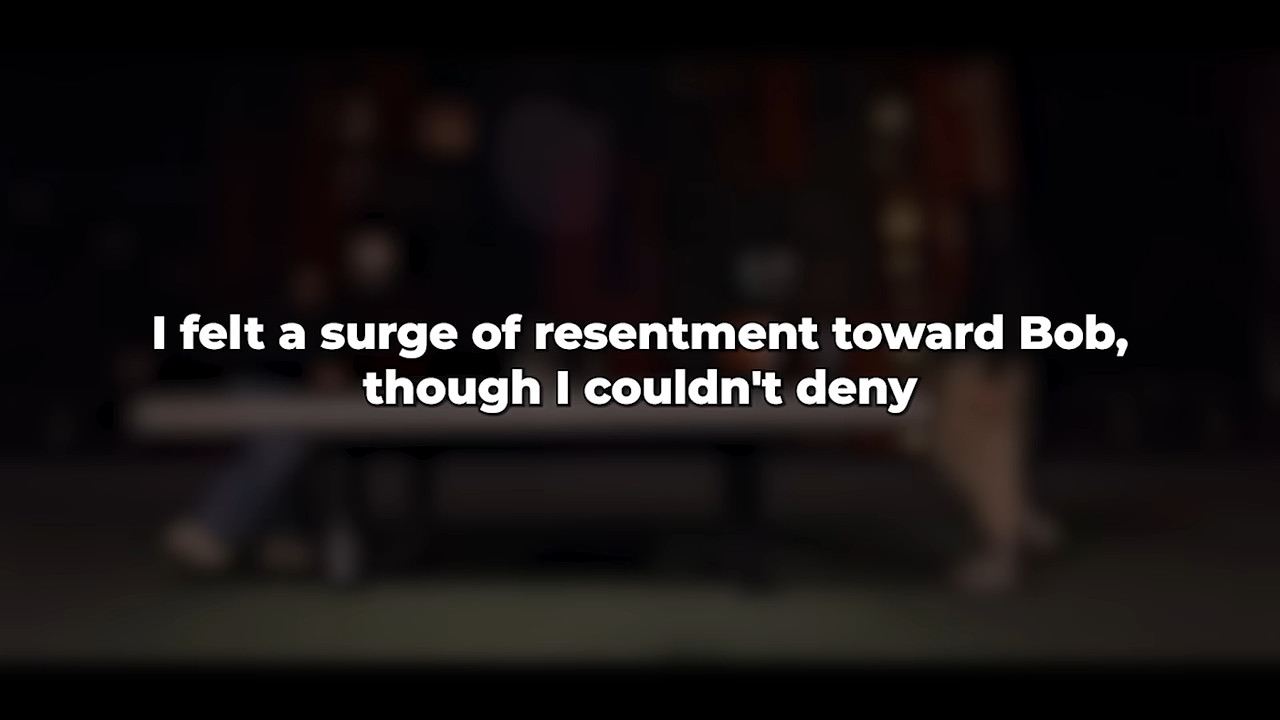 I felt a surge of resentment toward Bob,
though I couldn't deny